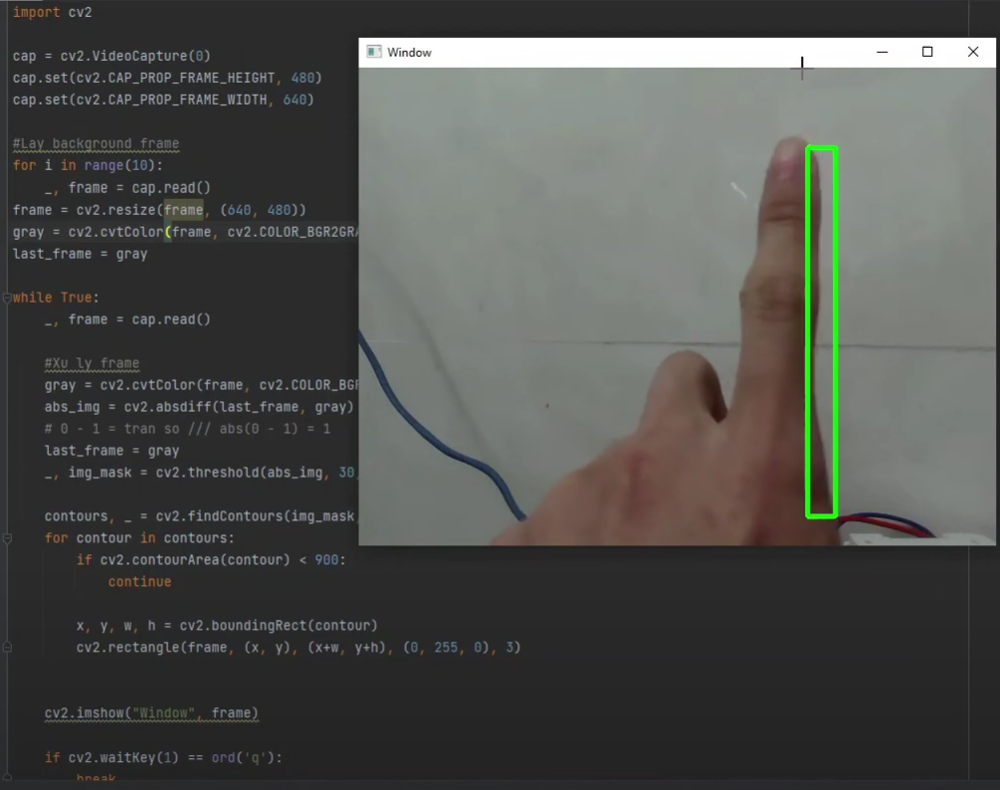 import cv2
cap = cv2.VideoCapture(0)
cap.set(cv2.CAP_PROP_FRAME_HEIGHT, 480)
cap.set(cv2.CAP_PROP_FRAME_WIDTH, 640)
#Lay background frame
for i in range(10):
_, frame = cap.read()
frame = cv2.resize(frame, (640, 480))
gray = cv2.cvtColor(frame, cv2.COLOR_BGR2GRA
last_frame = gray
while True:
_, frame = cap.read()
#Xu ly frame
gray = cv2.cvtColor(frame, cv2.COLOR_BG
abs_img = cv2.absdiff(last_frame, gray)
# 0 - 1 = tran so /// abs(0 - 1) = 1
last_frame = gray
_, img_mask = cv2.threshold(abs_img, 30,
contours, _ = cv2.findContours(img_mask,
for contour in contours:
if cv2.contourArea(contour) < 900:
continue
x, y, w, h = cv2.boundingRect(contour)
cv2.rectangle(frame, (x, y), (x+w, y+h), (0, 255, 0), 3)
cv2.imshow("Window", frame)
if cv2.waitKey(1) == ord('q'):
break
Window